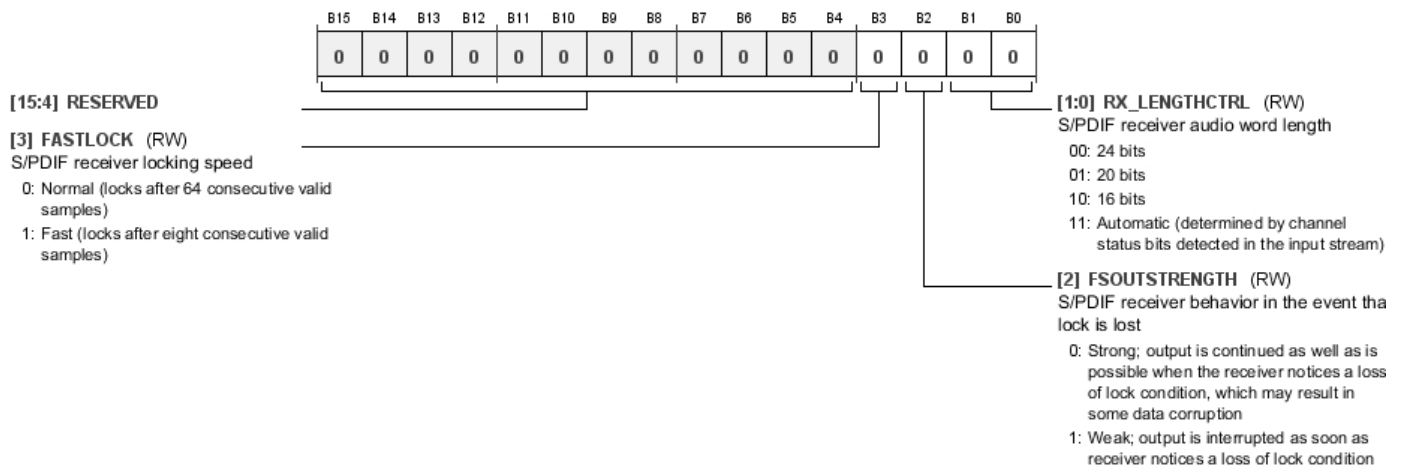 B15 B14 B13 B12 B11 B10 B9 B8 B7 B6 B5 B4 B3 B2 B1 B0
0 0 0 0 0 0 0 0 0 0 0 0 0 0 0 0
[15:4] RESERVED
[3] FASTLOCK (RW)
S/PDIF receiver locking speed
0: Normal (locks after 64 consecutive valid
samples)
1: Fast (locks after eight consecutive valid
samples)
[1:0] RX_LENGTHCTRL (RW)
S/PDIF receiver audio word length
00: 24 bits
01: 20 bits
10: 16 bits
11: Automatic (determined by channel
status bits detected in the input stream)
[2] FSOUTSTRENGTH (RW)
S/PDIF receiver behavior in the event tha
lock is lost
0: Strong; output is continued as well as is
possible when the receiver notices a loss
of lock condition, which may result in
some data corruption
1: Weak; output is interrupted as soon as
receiver notices a loss of lock condition